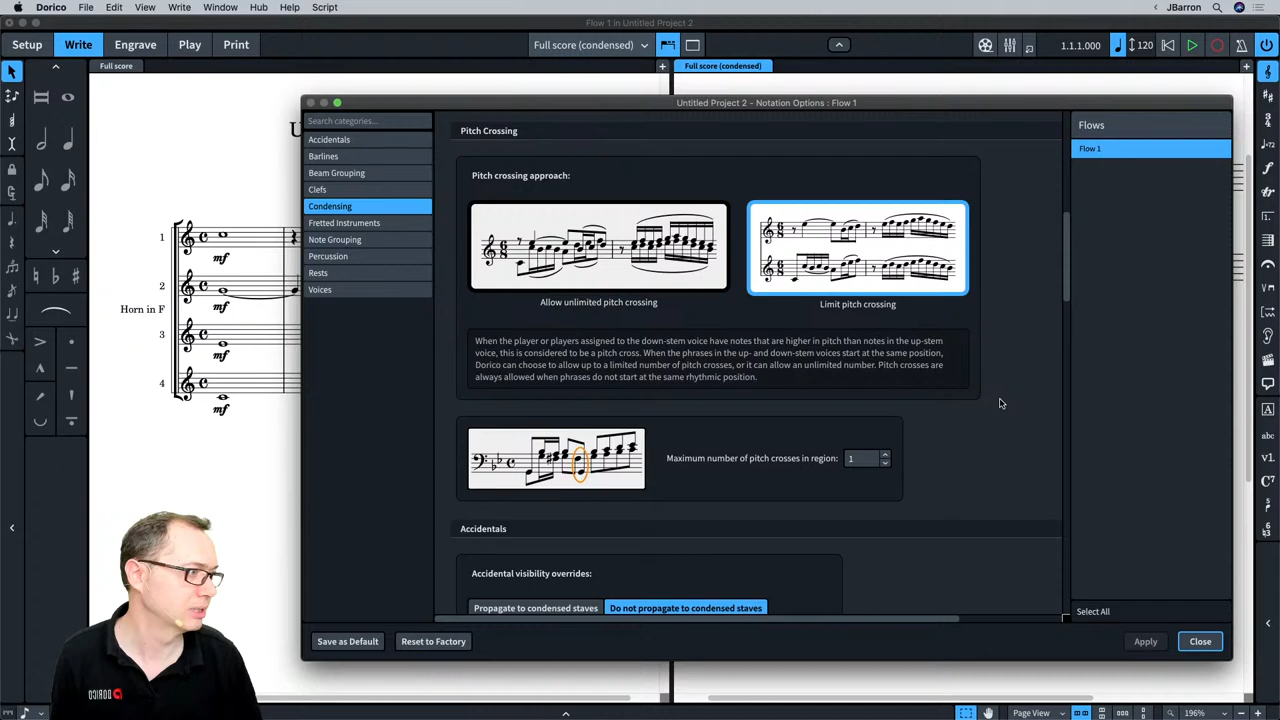 Dorico File Edit View Write Window Hub Help Script JBarron
Flow 1 in Untitled Project 2
Setup Write Engrave Play Print Full score (condensed) 1.1.1.000 120
Full score Full score (condensed)
Untitled Project 2 - Notation Options : Flow 1
Search categories...
Accidentals
Barlines
Beam Grouping
Clefs
Condensing
Fretted Instruments
Note Grouping
Percussion
Rests
Voices
Pitch Crossing
Pitch crossing approach:
Allow unlimited pitch crossing
Limit pitch crossing
When the player or players assigned to the down-stem voice have notes that are higher in pitch than notes in the up-stem
voice, this is considered to be a pitch cross. When the phrases in the up- and down-stem voices start at the same position,
Dorico can choose to allow up to a limited number of pitch crosses, or it can allow an unlimited number. Pitch crosses are
always allowed when phrases do not start at the same rhythmic position.
Maximum number of pitch crosses in region: 1
Accidentals
Accidental visibility overrides:
Propagate to condensed staves Do not propagate to condensed staves
Flows
Flow 1
Select All
Save as Default Reset to Factory Apply Close
U
1
mf
2
mf
Horn in F
3
mf
4
mf
DORICO
Page View 196%